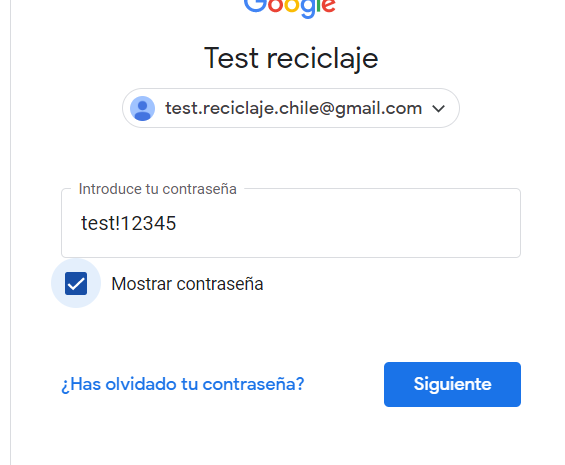 Google
Test reciclaje
test.reciclaje.chile@gmail.com
Introduce tu contraseña
test!12345
Mostrar contraseña
¿Has olvidado tu contraseña?
Siguiente